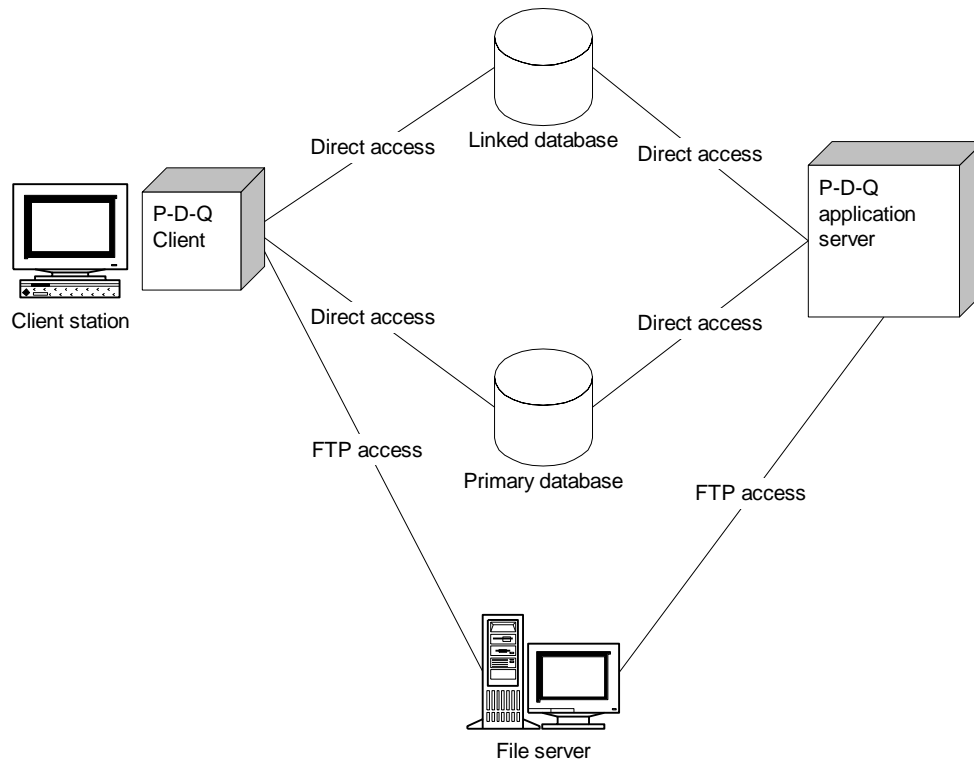 Linked database
Direct access
Direct access
P-D-Q
Client
P-D-Q
application
server
Client station
Direct access
Direct access
FTP access
Primary database
FTP access
File server